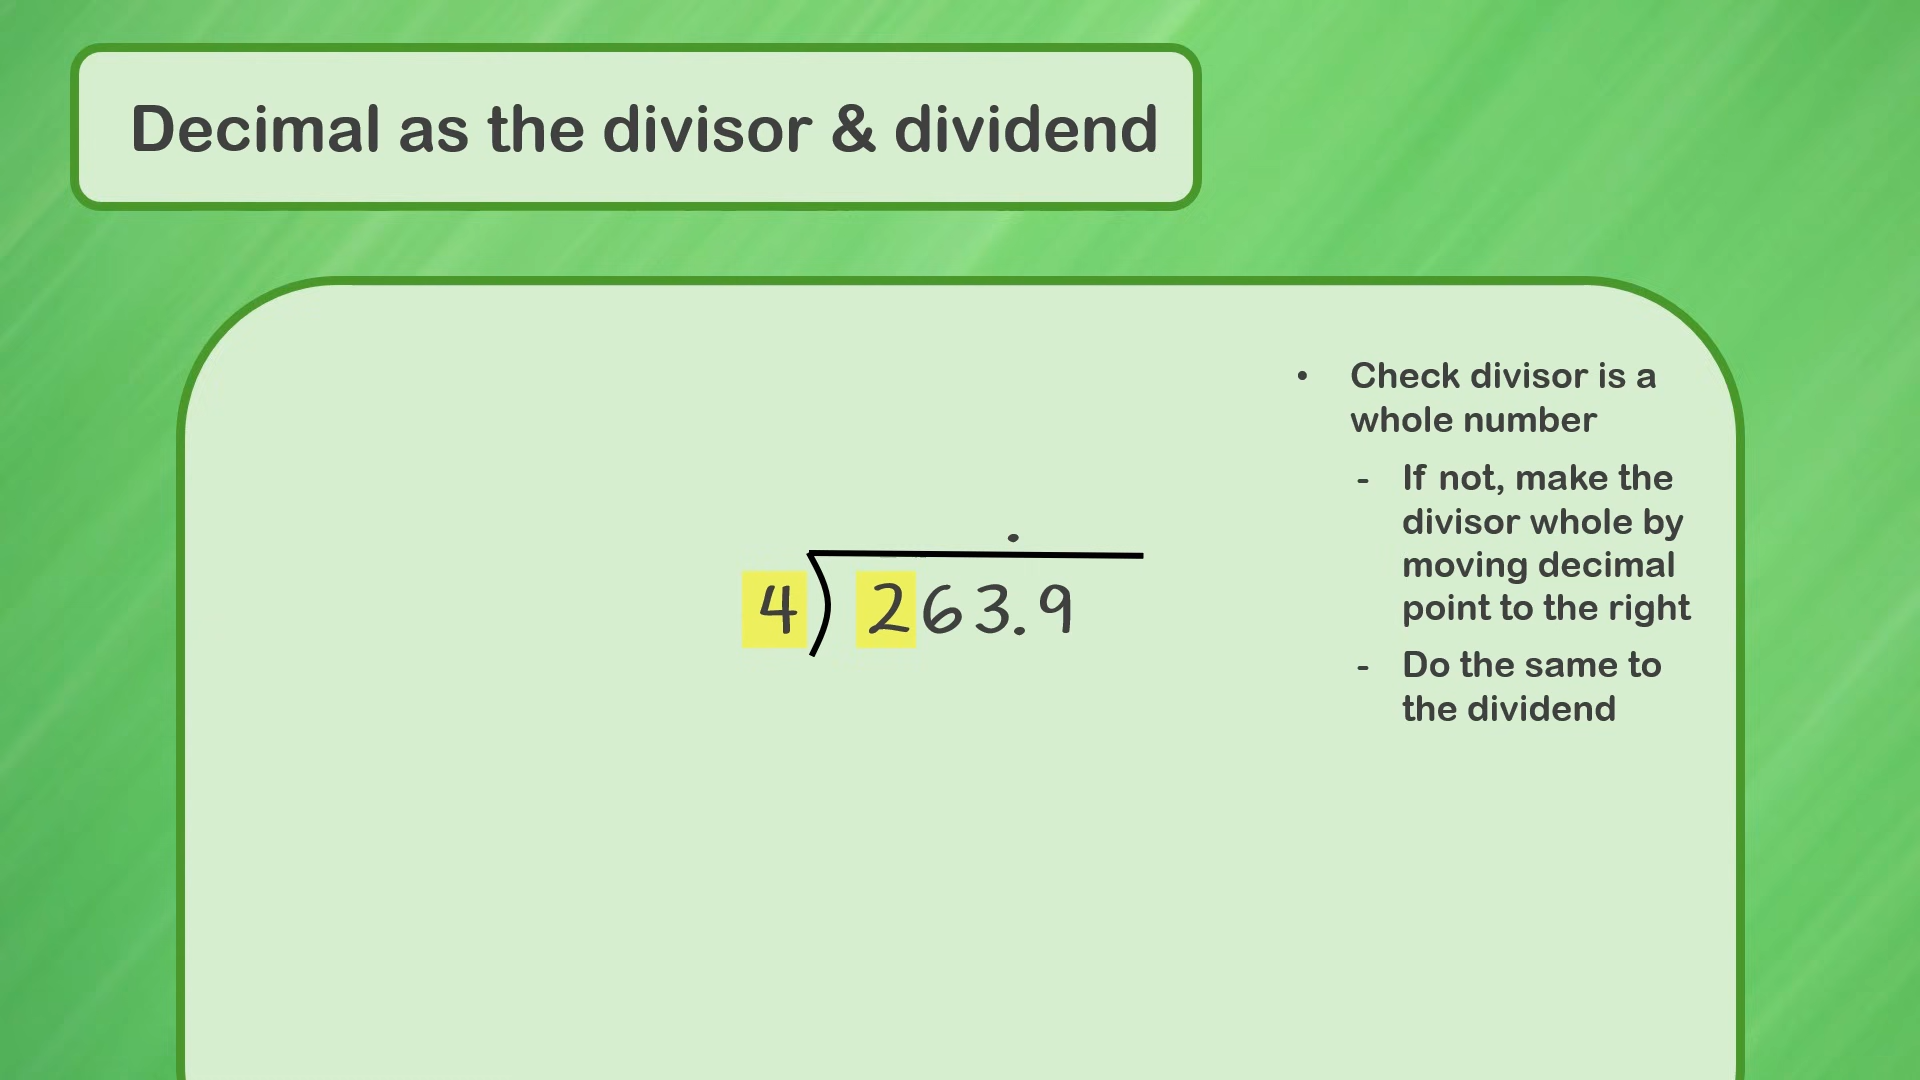 Decimal as the divisor & dividend
• Check divisor is a
whole number
- If not, make the
divisor whole by
moving decimal
point to the right
- Do the same to
the dividend
.
4) 263.9